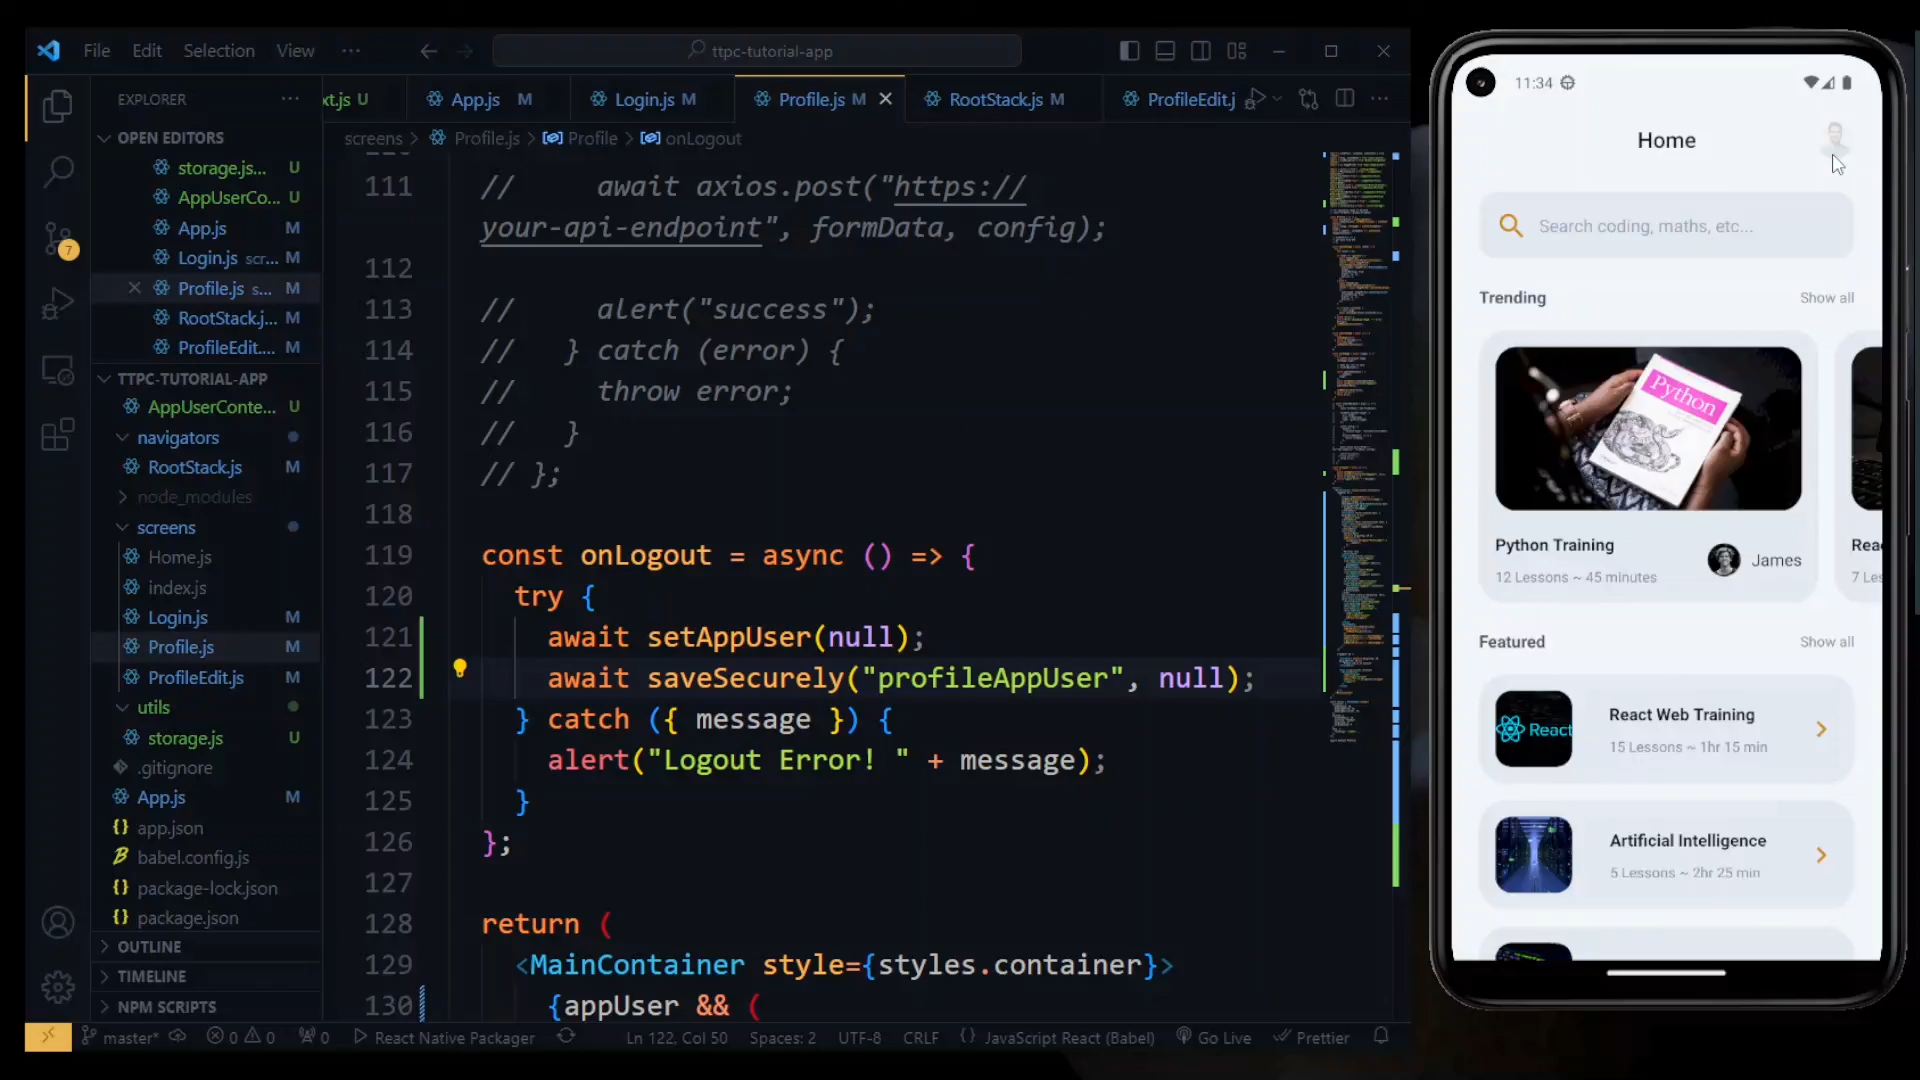 File Edit Selection View ···
ttpc-tutorial-app
EXPLORER
xt.js U
App.js M
Login.js M
Profile.js M
RootStack.js M
ProfileEdit.j
screens > Profile.js > Profile > onLogout
OPEN EDITORS
storage.js... U
AppUserCo... U
App.js M
Login.js scr... M
Profile.js s... M
RootStack.j... M
ProfileEdit.... M
TTPC-TUTORIAL-APP
AppUserConte... U
navigators
RootStack.js M
node_modules
screens
Home.js
index.js
Login.js M
Profile.js M
ProfileEdit.js M
utils
storage.js U
.gitignore
App.js M
app.json
babel.config.js
package-lock.json
package.json
OUTLINE
TIMELINE
NPM SCRIPTS
7
111 // await axios.post("https://
your-api-endpoint", formData, config);
112
113 // alert("success");
114 // } catch (error) {
115 // throw error;
116 // }
117 // };
118
119 const onLogout = async () => {
120 try {
121 await setAppUser(null);
122 await saveSecurely("profileAppUser", null);
123 } catch ({ message }) {
124 alert("Logout Error! " + message);
125 }
126 };
127
128 return (
129 <MainContainer style={styles.container}>
130 {appUser && (
master* 0 0 0 React Native Packager Ln 122, Col 50 Spaces: 2 UTF-8 CRLF {} JavaScript React (Babel) Go Live Prettier
11:34
Home
Search coding, maths, etc...
Trending Show all
Python
Python Training
12 Lessons ~ 45 minutes
James
Rea
7 Les
Featured Show all
React
React Web Training
15 Lessons ~ 1hr 15 min
Artificial Intelligence
5 Lessons ~ 2hr 25 min